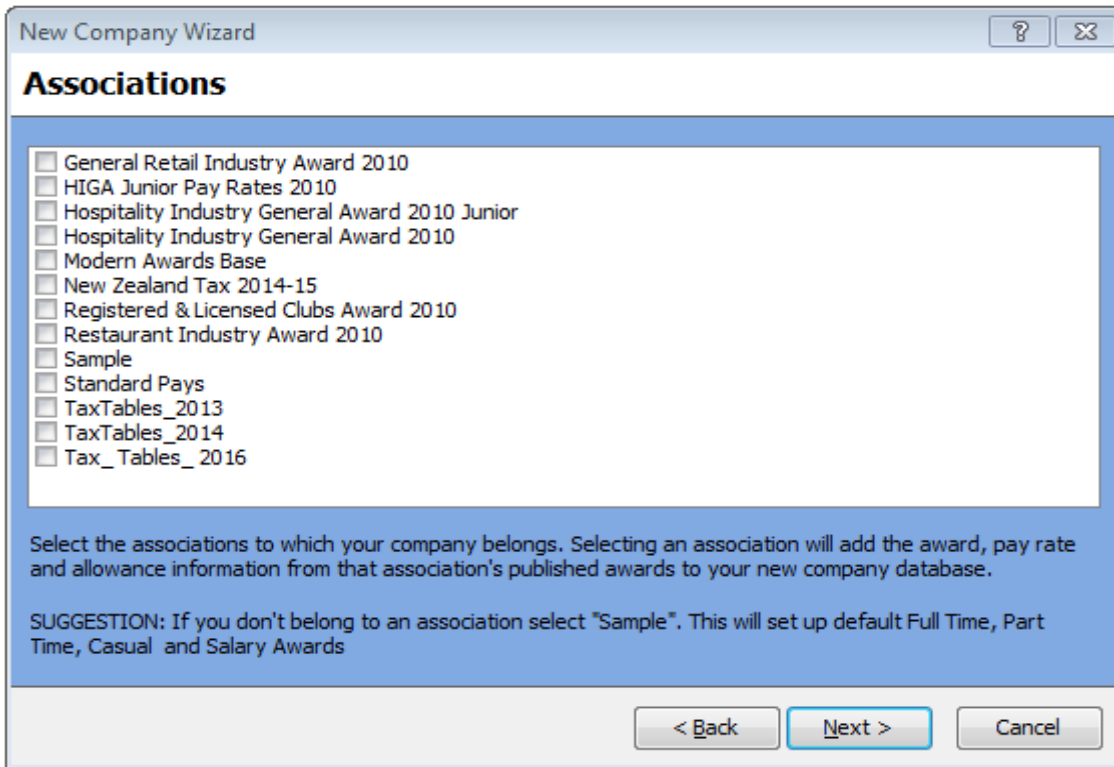 New Company Wizard
Associations
General Retail Industry Award 2010
HIGA Junior Pay Rates 2010
Hospitality Industry General Award 2010 Junior
Hospitality Industry General Award 2010
Modern Awards Base
New Zealand Tax 2014-15
Registered & Licensed Clubs Award 2010
Restaurant Industry Award 2010
Sample
Standard Pays
TaxTables_2013
TaxTables_2014
Tax_ Tables_ 2016
Select the associations to which your company belongs. Selecting an association will add the award, pay rate
and allowance information from that association's published awards to your new company database.
SUGGESTION: If you don't belong to an association select "Sample". This will set up default Full Time, Part
Time, Casual  and Salary Awards
< Back Next > Cancel